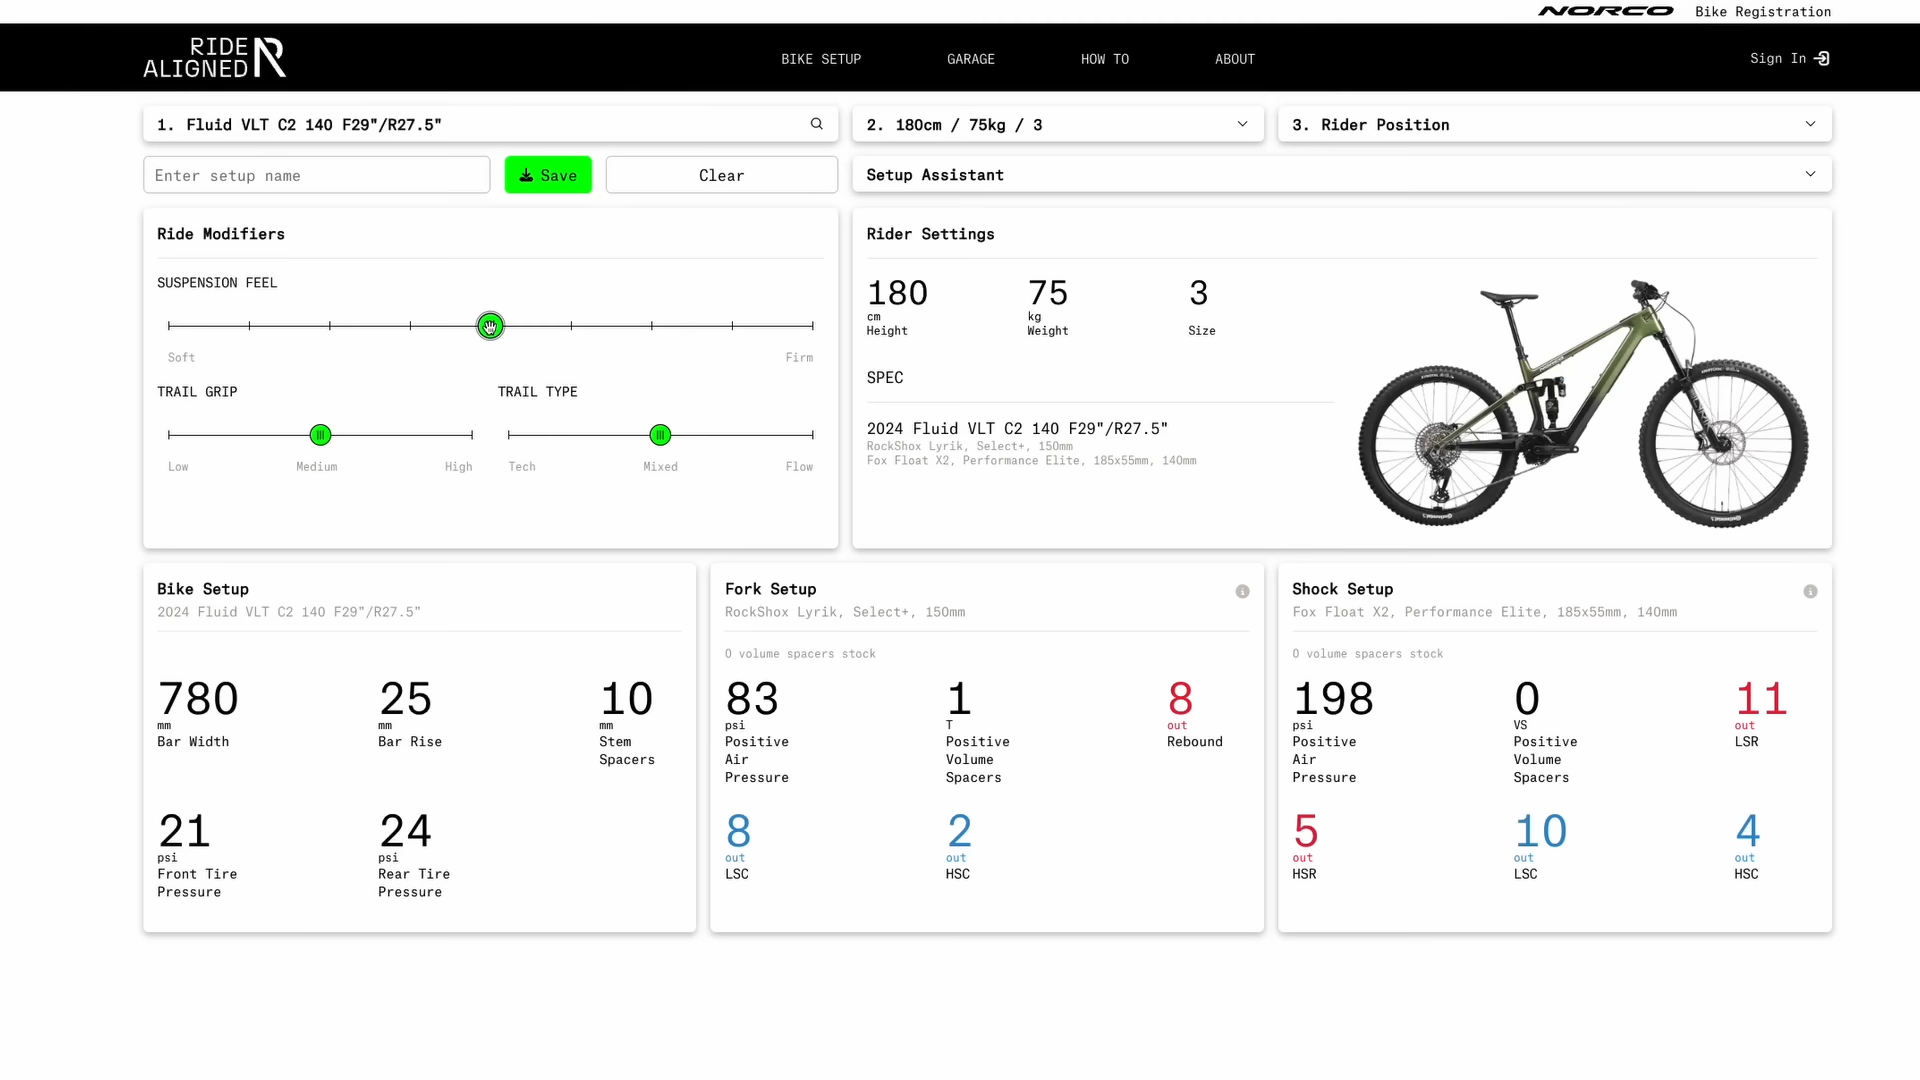 NORCO Bike Registration
RIDE
ALIGNED
BIKE SETUP GARAGE HOW TO ABOUT
Sign In
1. Fluid VLT C2 140 F29"/R27.5"
2. 180cm / 75kg / 3
3. Rider Position
Enter setup name
Save
Clear
Setup Assistant
Ride Modifiers
SUSPENSION FEEL
Soft Firm
TRAIL GRIP
Low Medium High
TRAIL TYPE
Tech Mixed Flow
Rider Settings
180
cm
Height
75
kg
Weight
3
Size
SPEC
2024 Fluid VLT C2 140 F29"/R27.5"
RockShox Lyrik, Select+, 150mm
Fox Float X2, Performance Elite, 185x55mm, 140mm
Bike Setup
2024 Fluid VLT C2 140 F29"/R27.5"
780
mm
Bar Width
25
mm
Bar Rise
10
mm
Stem
Spacers
21
psi
Front Tire
Pressure
24
psi
Rear Tire
Pressure
Fork Setup
RockShox Lyrik, Select+, 150mm
0 volume spacers stock
83
psi
Positive
Air
Pressure
1
T
Positive
Volume
Spacers
8
out
Rebound
8
out
LSC
2
out
HSC
Shock Setup
Fox Float X2, Performance Elite, 185x55mm, 140mm
0 volume spacers stock
198
psi
Positive
Air
Pressure
0
VS
Positive
Volume
Spacers
11
out
LSR
5
out
HSR
10
out
LSC
4
out
HSC